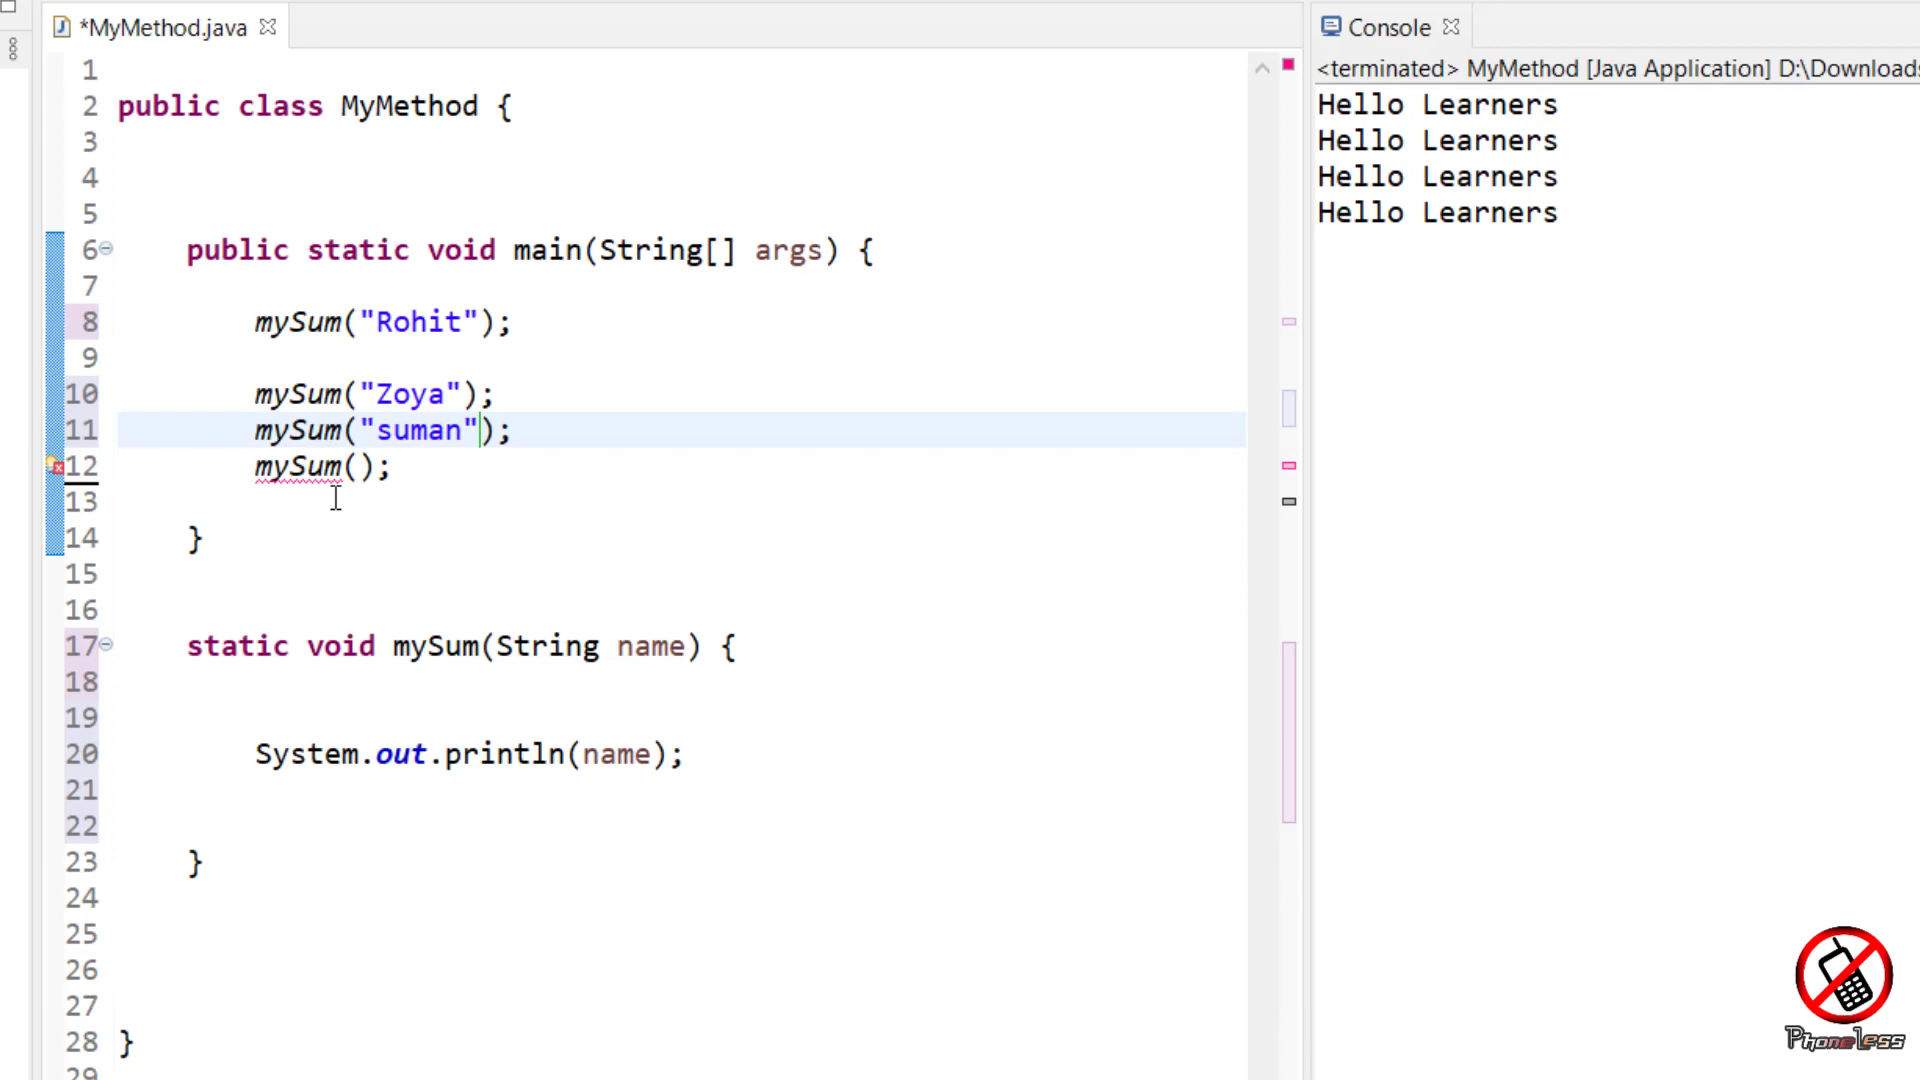 *MyMethod.java
1
2 public class MyMethod {
3
4
5
6 public static void main(String[] args) {
7
8 mySum("Rohit");
9
10 mySum("Zoya");
11 mySum("suman");
12 mySum();
13
14 }
15
16
17 static void mySum(String name) {
18
19
20 System.out.println(name);
21
22
23 }
24
25
26
27
28 }
29
Console
<terminated> MyMethod [Java Application] D:\Downloads
Hello Learners
Hello Learners
Hello Learners
Hello Learners
PhoneLess